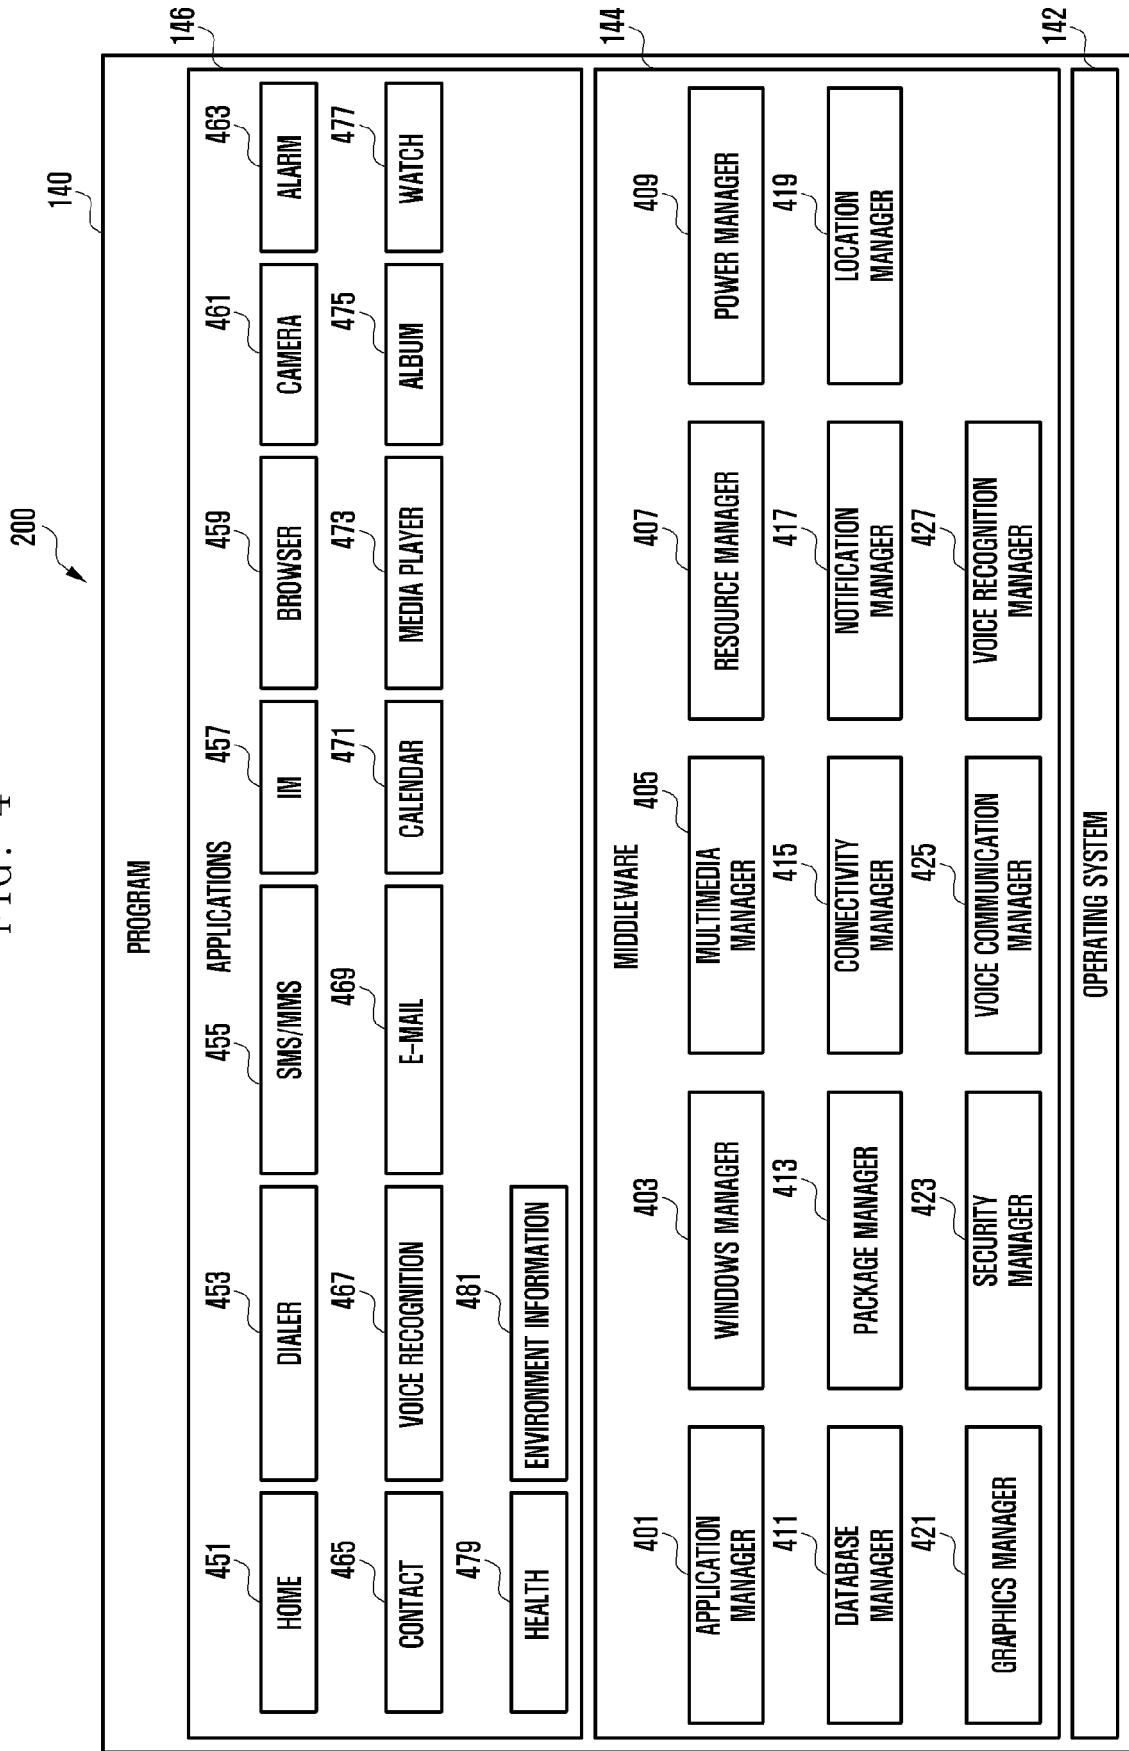 FIG. 4
200
140
PROGRAM
146
APPLICATIONS
451
453
455
457
459
461
463
HOME
DIALER
SMS/MMS
IM
BROWSER
CAMERA
ALARM
465
467
469
471
473
475
477
CONTACT
VOICE RECOGNITION
E-MAIL
CALENDAR
MEDIA PLAYER
ALBUM
WATCH
479
481
HEALTH
ENVIRONMENT INFORMATION
144
MIDDLEWARE
401
403
405
407
409
APPLICATION
MANAGER
WINDOWS MANAGER
MULTIMEDIA
MANAGER
RESOURCE MANAGER
POWER MANAGER
411
413
415
417
419
DATABASE
MANAGER
PACKAGE MANAGER
CONNECTIVITY
MANAGER
NOTIFICATION
MANAGER
LOCATION
MANAGER
421
423
425
427
GRAPHICS MANAGER
SECURITY
MANAGER
VOICE COMMUNICATION
MANAGER
VOICE RECOGNITION
MANAGER
142
OPERATING SYSTEM